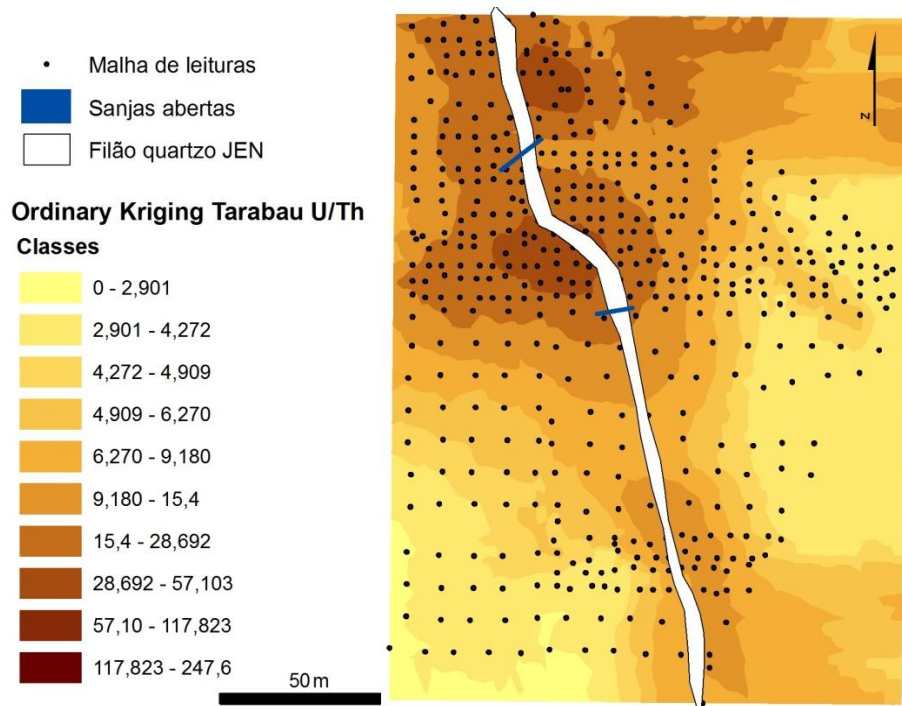 Malha de leituras
Sanjas abertas
Filão quartzo JEN
Ordinary Kriging Tarabau U/Th
Classes
0 - 2,901
2,901 - 4,272
4,272 - 4,909
4,909 - 6,270
6,270 - 9,180
9,180 - 15,4
15,4 - 28,692
28,692 - 57,103
57,10 - 117,823
117,823 - 247,6
50 m
N